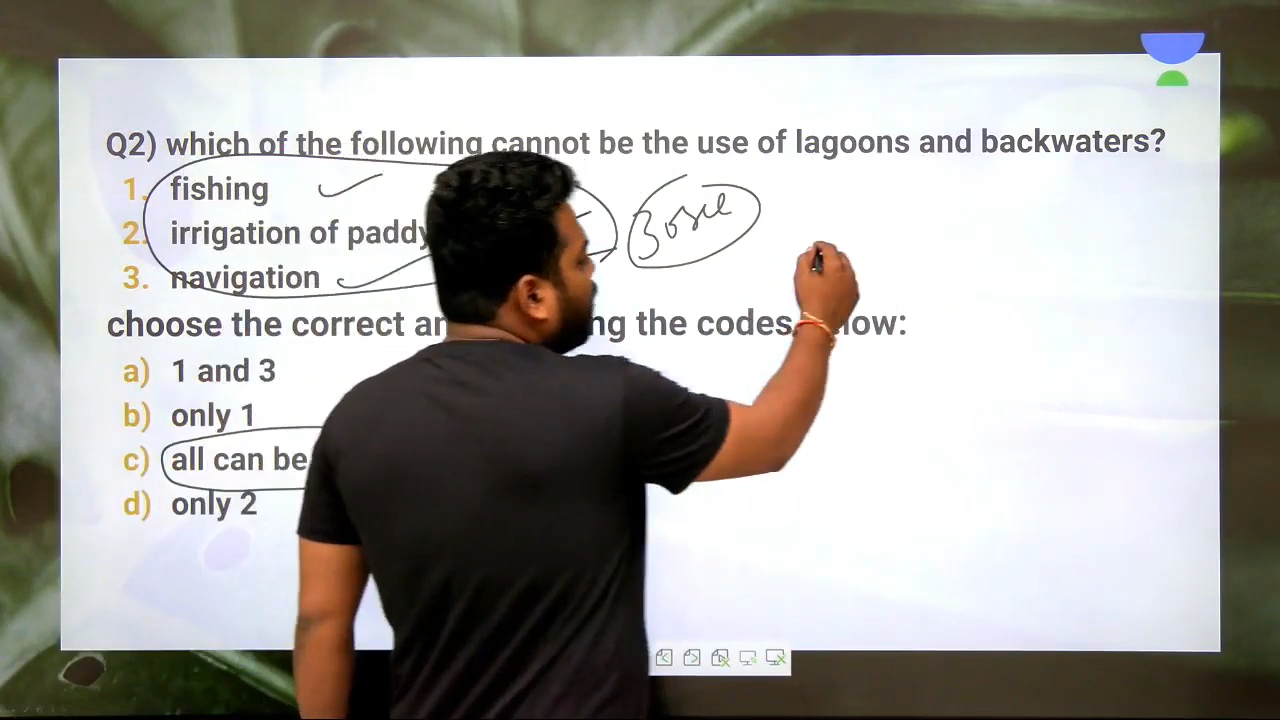 Q2) which of the following cannot be the use of lagoons and backwaters?
1. fishing
2. irrigation of paddy
3. navigation
choose the correct an ng the codes low:
a) 1 and 3
b) only 1
c) all can be
d) only 2